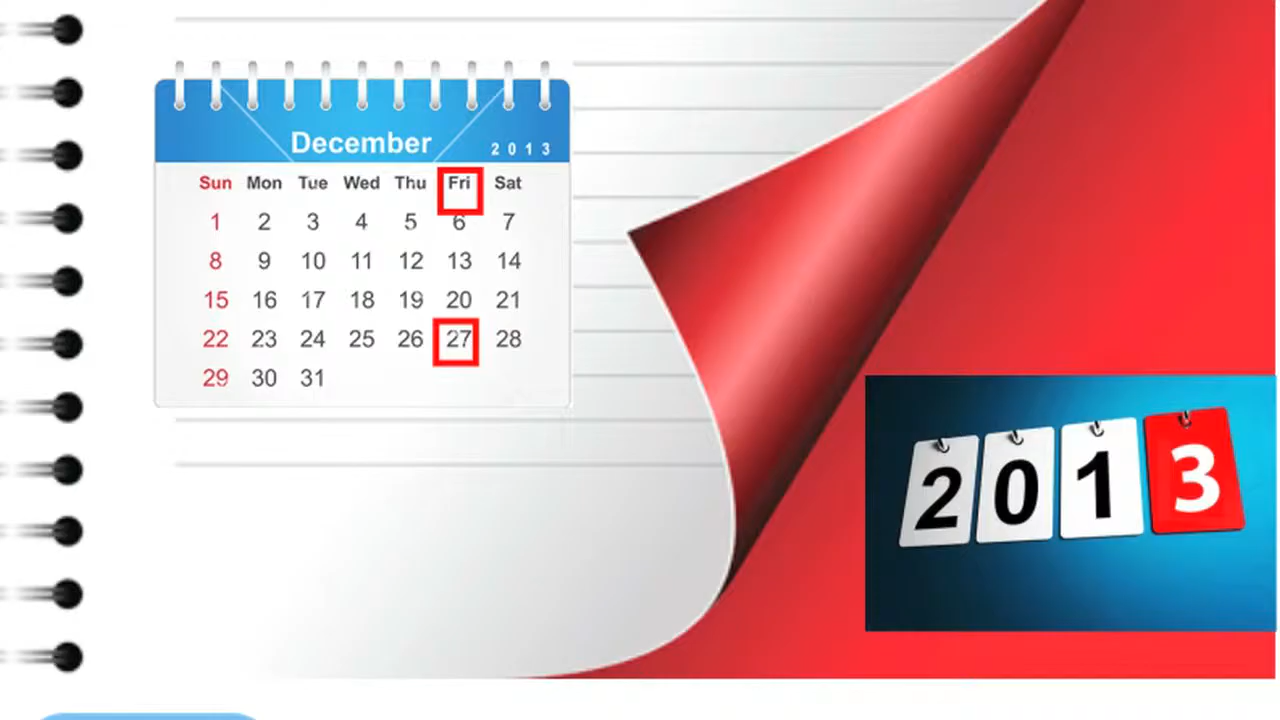 December
2 0 1 3
Sun Mon Tue Wed Thu Fri Sat
1 2 3 4 5 6 7
8 9 10 11 12 13 14
15 16 17 18 19 20 21
22 23 24 25 26 27 28
29 30 31
2013